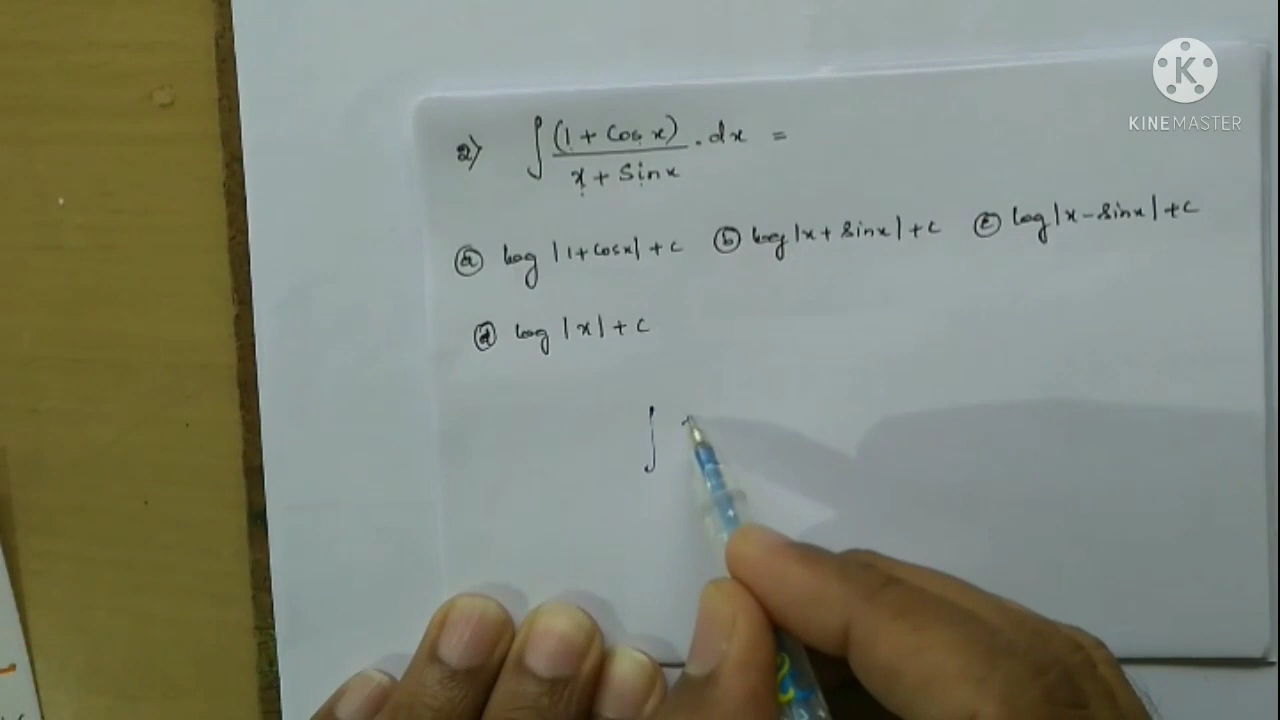 2) ∫ (1 + Cos x) / x + Sin x . dx =
ⓐ log |1+cosx| + c ⓑ log |x + sinx| + c ⓒ log |x - sinx| + c
ⓓ log |x| + c
∫
KINEMASTER